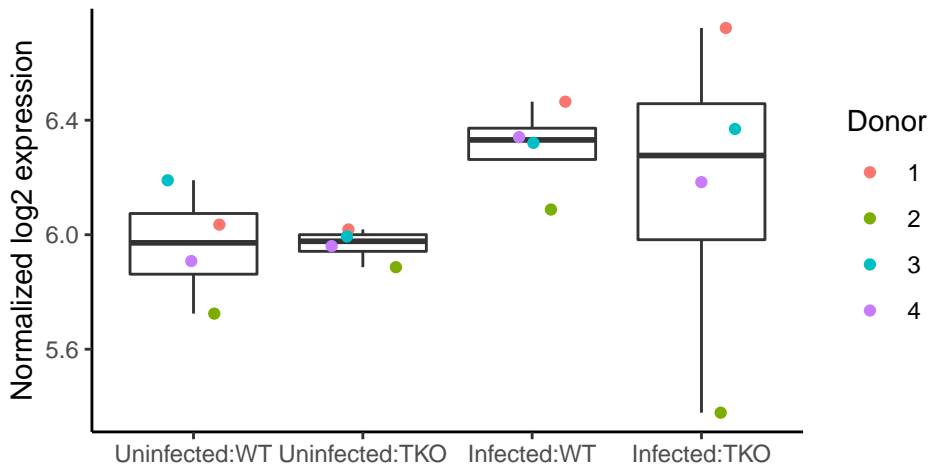 Normalized log2 expression
6.4
6.0
5.6
Uninfected:WT Uninfected:TKO Infected:WT Infected:TKO
Donor
1
2
3
4